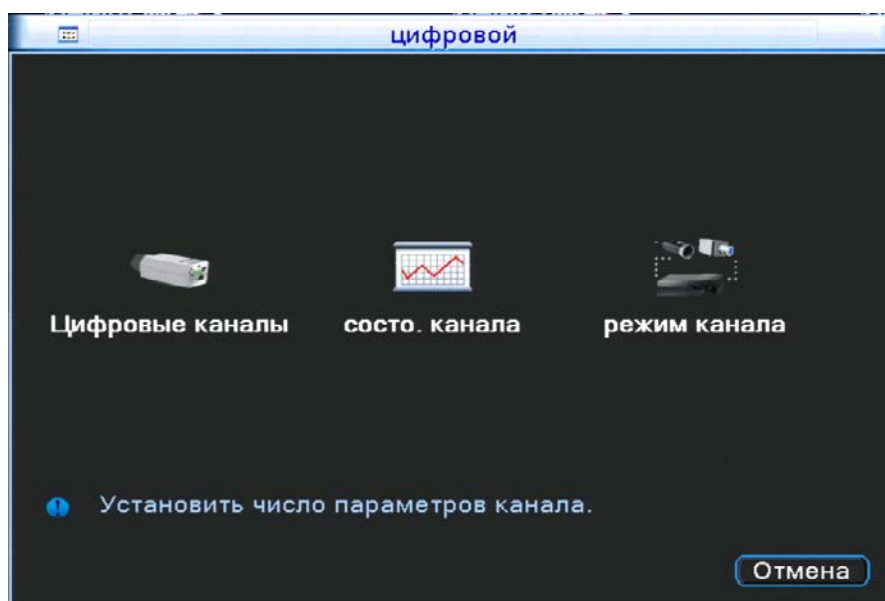 цифровой
Цифровые каналы
состо. канала
режим канала
Установить число параметров канала.
Отмена